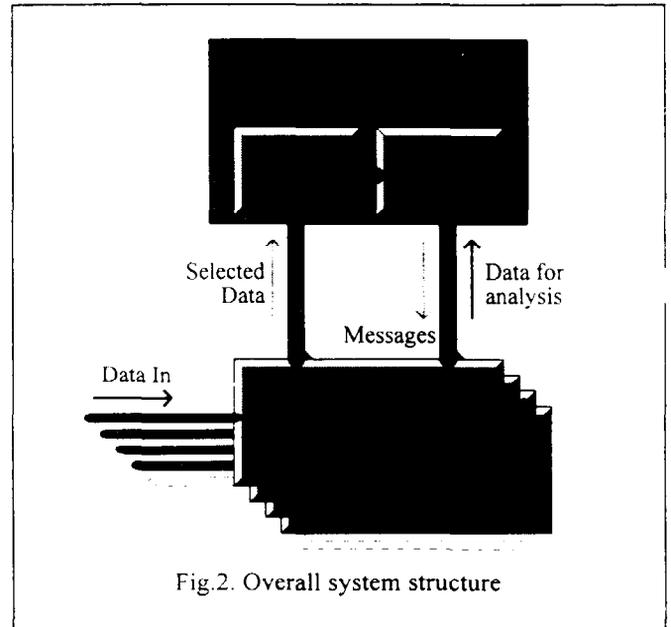 Selected
Data
Data for
analysis
Messages
Data In
Fig.2. Overall system structure